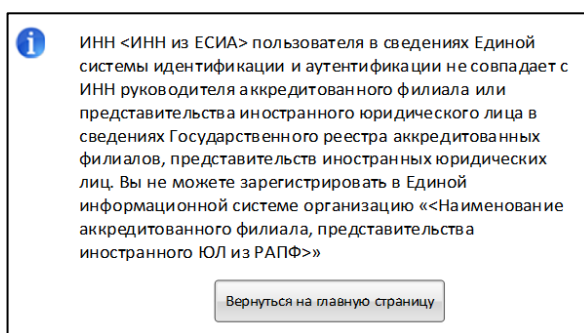 ИНН <ИНН из ЕСИА> пользователя в сведениях Единой
системы идентификации и аутентификации не совпадает с
ИНН руководителя аккредитованного филиала или
представительства иностранного юридического лица в
сведениях Государственного реестра аккредитованных
филиалов, представительств иностранных юридических
лиц. Вы не можете зарегистрировать в Единой
информационной системе организацию «<Наименование
аккредитованного филиала, представительства
иностранного ЮЛ из РАПФ>»
Вернуться на главную страницу